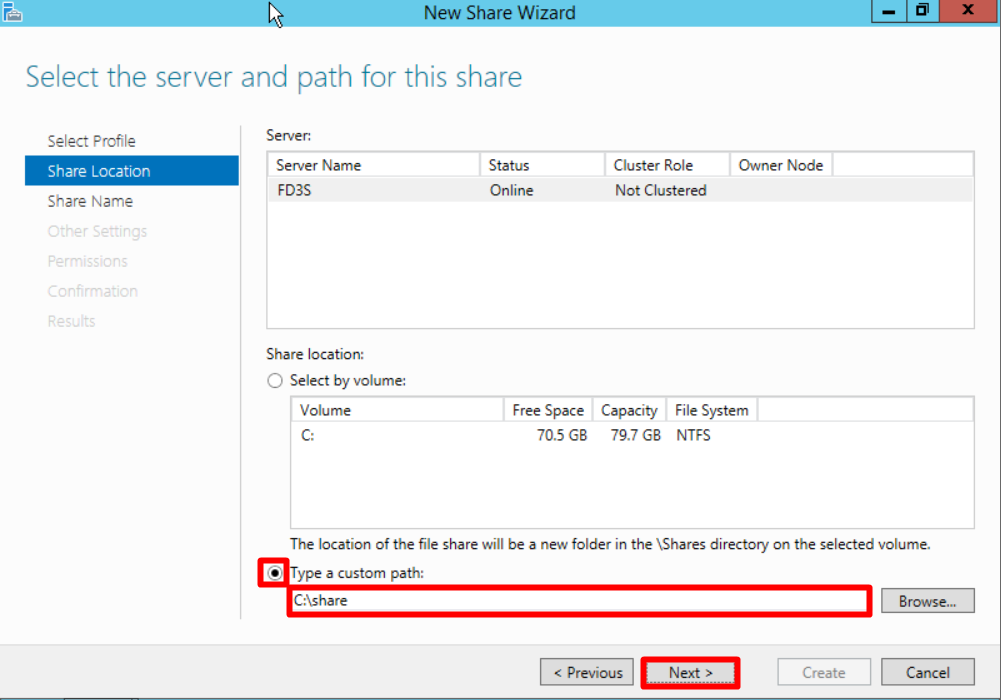 New Share Wizard
Select the server and path for this share
Select Profile
Share Location
Share Name
Other Settings
Permissions
Confirmation
Results
Server:
Server Name Status Cluster Role Owner Node
FD3S Online Not Clustered
Share location:
Select by volume:
Volume Free Space Capacity File System
C: 70.5 GB 79.7 GB NTFS
The location of the file share will be a new folder in the \Shares directory on the selected volume.
Type a custom path:
C:\share Browse...
< Previous Next > Create Cancel